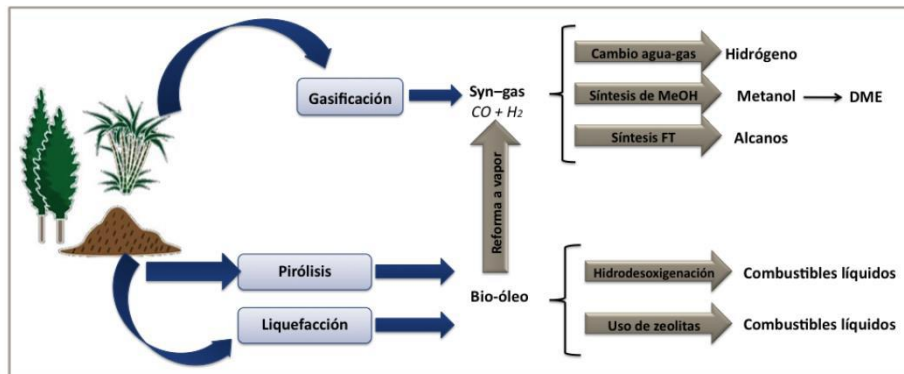 Gasificación
Syn–gas
CO + H₂
Cambio agua-gas
Hidrógeno
Síntesis de MeOH
Metanol
DME
Síntesis FT
Alcanos
Reforma a vapor
Pirólisis
Liquefacción
Bio-óleo
Hidrodesoxigenación
Combustibles líquidos
Uso de zeolitas
Combustibles líquidos